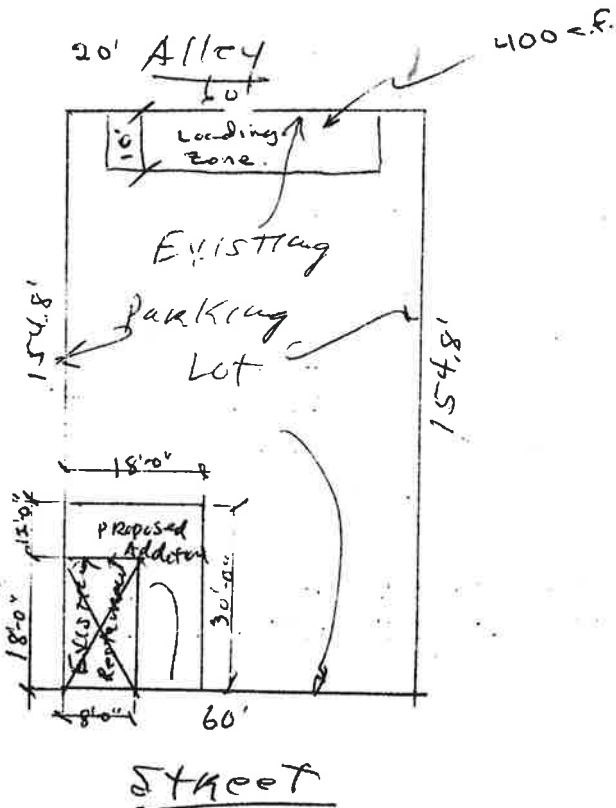 20' Alley
60'
400 s.f.
10'
Loading
Zone.
Existing
Parking
Lot
154.8'
154.8'
18'-0"
12'-0"
Proposed
Addition
18'-0"
Existing
30'-0"
8'-0"
60'
Street